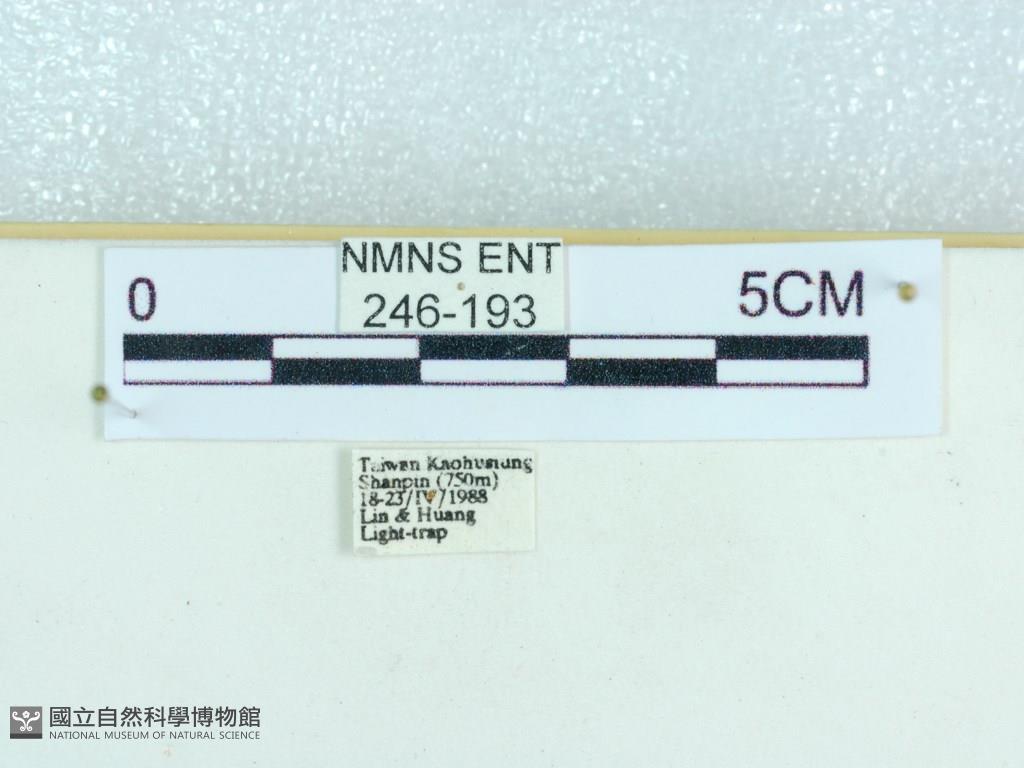 NMNS ENT
246-193
0 5CM
Taiwan Kaohusiung
Shanpin (750m)
18-23/IV/1988
Lin & Huang
Light-trap
國立自然科學博物館
NATIONAL MUSEUM OF NATURAL SCIENCE